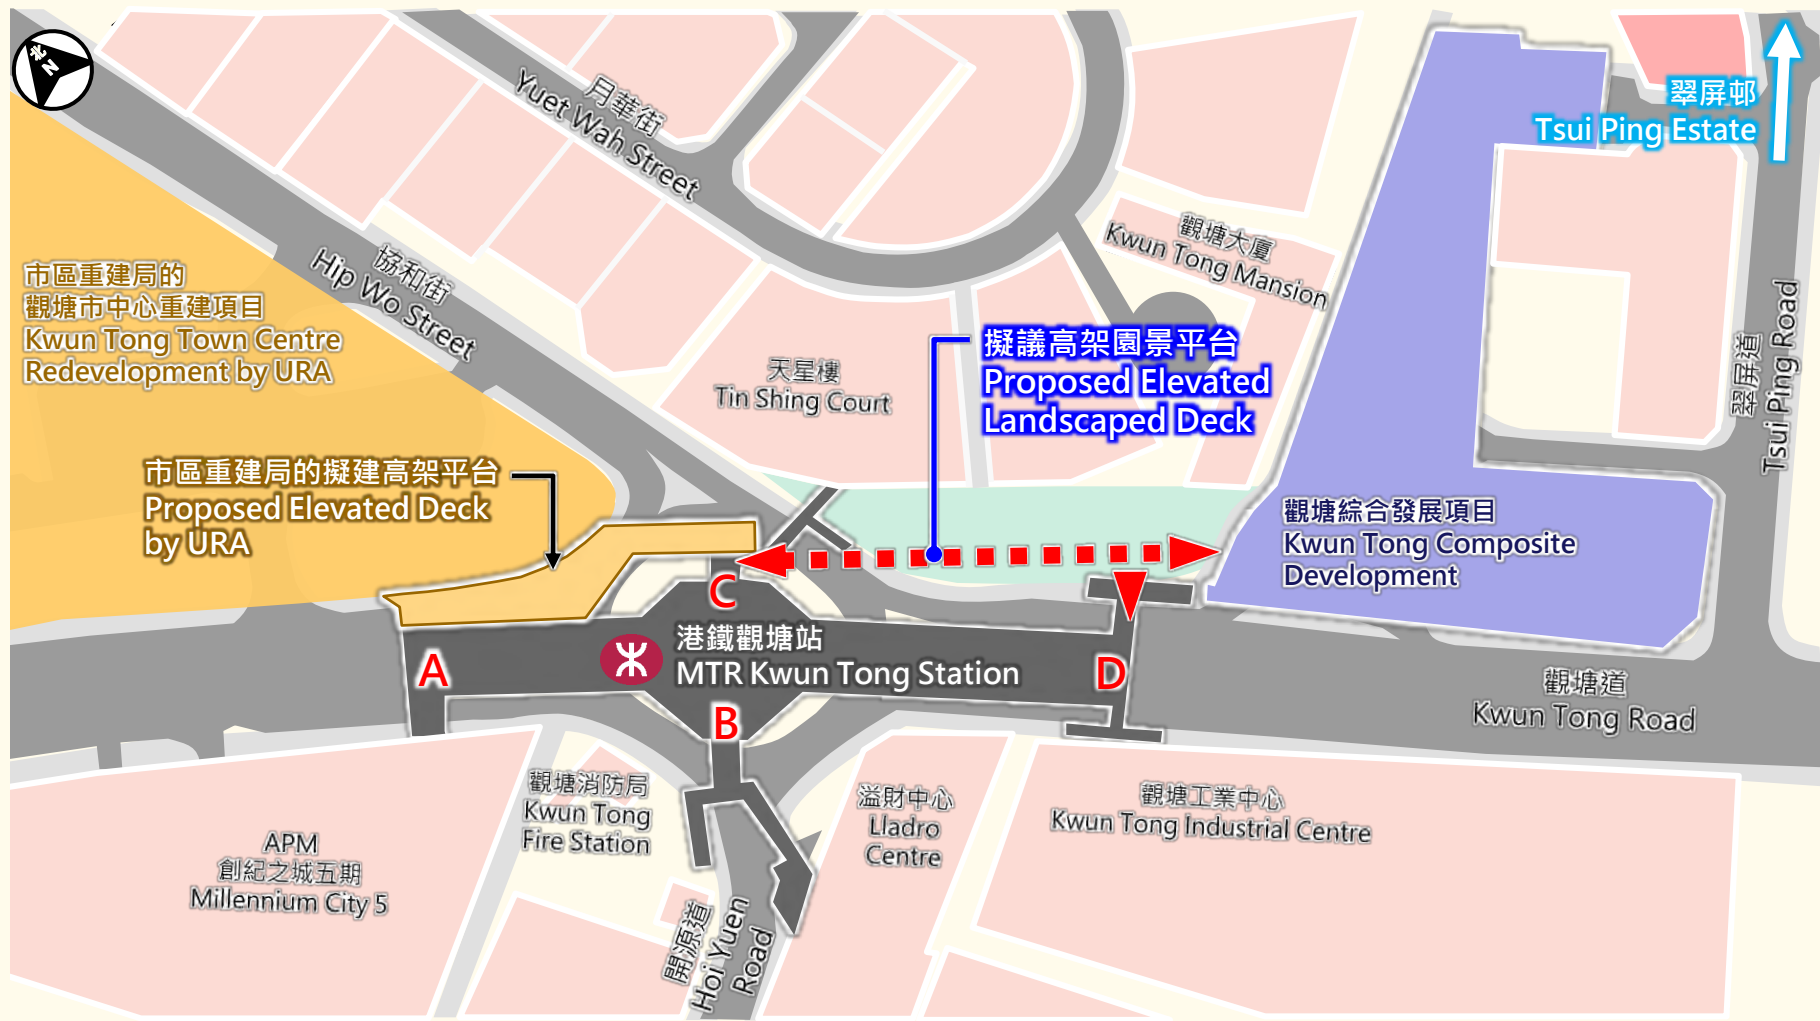 北
N
月華街
Yuet Wah Street
翠屏邨
Tsui Ping Estate
協和街
Hip Wo Street
觀塘大廈
Kwun Tong Mansion
市區重建局的
觀塘市中心重建項目
Kwun Tong Town Centre
Redevelopment by URA
天星樓
Tin Shing Court
擬議高架園景平台
Proposed Elevated
Landscaped Deck
翠屏道
Tsui Ping Road
市區重建局的擬建高架平台
Proposed Elevated Deck
by URA
觀塘綜合發展項目
Kwun Tong Composite
Development
C
港鐵觀塘站
MTR Kwun Tong Station
A
D
B
觀塘道
Kwun Tong Road
觀塘消防局
Kwun Tong
Fire Station
溢財中心
Lladro
Centre
觀塘工業中心
Kwun Tong Industrial Centre
APM
創紀之城五期
Millennium City 5
開源道
Hoi Yuen
Road